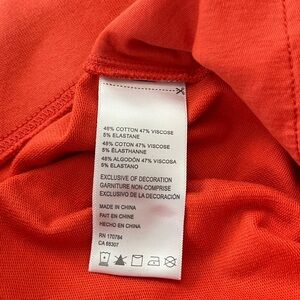 48% COTTON 47% VISCOSE
5% ELASTANE
48% COTON 47% VISCOSE
5% ÉLASTHANNE
48% ALGODÓN 47% VISCOSA
5% ELASTANO
EXCLUSIVE OF DECORATION
GARNITURE NON-COMPRISE
EXCLUSIVO DE LA DECORACIÓN
MADE IN CHINA
FAIT EN CHINE
HECHO EN CHINA
RN 170784
CA 68307